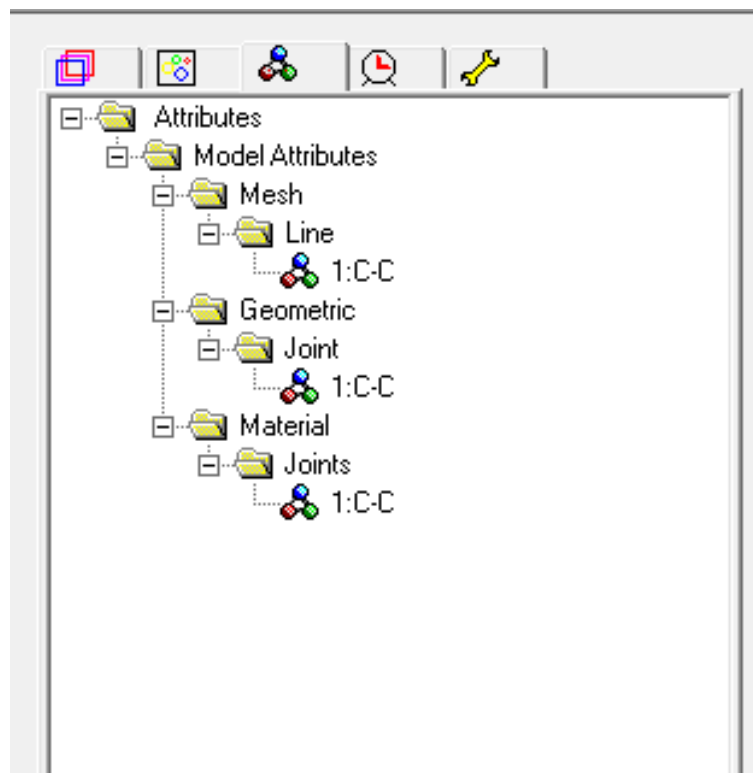 Attributes
Model Attributes
Mesh
Line
1:C-C
Geometric
Joint
1:C-C
Material
Joints
1:C-C